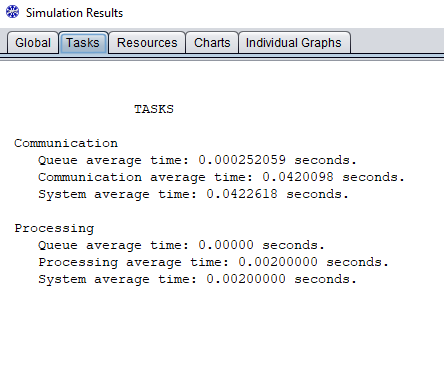 Simulation Results
Global Tasks Resources Charts Individual Graphs
TASKS
Communication
Queue average time: 0.000252059 seconds.
Communication average time: 0.0420098 seconds.
System average time: 0.0422618 seconds.
Processing
Queue average time: 0.00000 seconds.
Processing average time: 0.00200000 seconds.
System average time: 0.00200000 seconds.